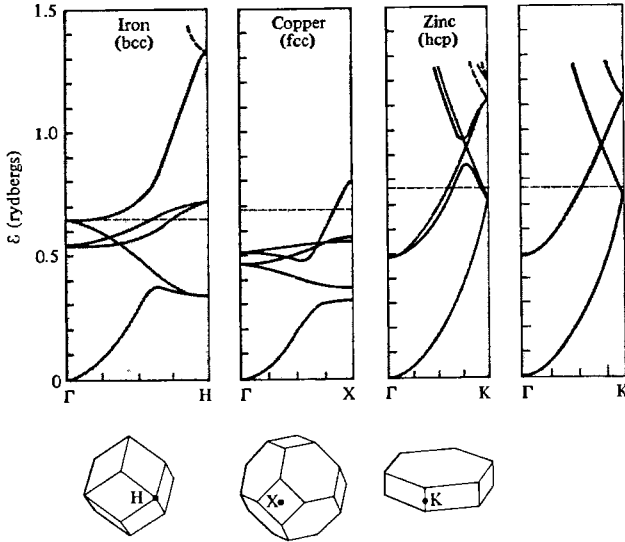 Iron
(bcc)
Copper
(fcc)
Zinc
(hcp)
ℰ (rydbergs)
1.5
1.0
0.5
0
Γ H
Γ X
Γ K
Γ K
H
X
K